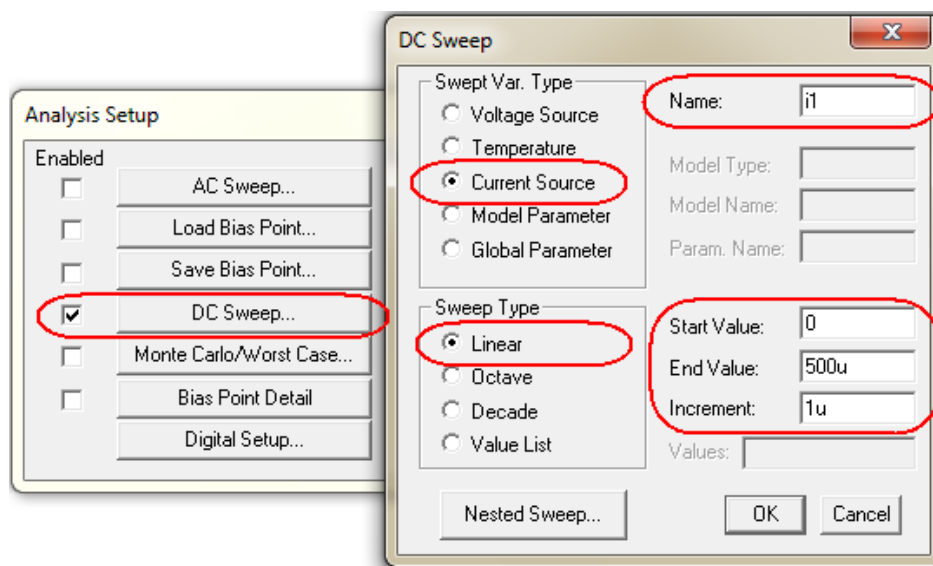 Analysis Setup
Enabled
AC Sweep...
Load Bias Point...
Save Bias Point...
DC Sweep...
Monte Carlo/Worst Case...
Bias Point Detail
Digital Setup...
DC Sweep
Swept Var. Type
Voltage Source
Temperature
Current Source
Model Parameter
Global Parameter
Name: i1
Model Type:
Model Name:
Param. Name:
Sweep Type
Linear
Octave
Decade
Value List
Start Value: 0
End Value: 500u
Increment: 1u
Values:
Nested Sweep...
OK
Cancel